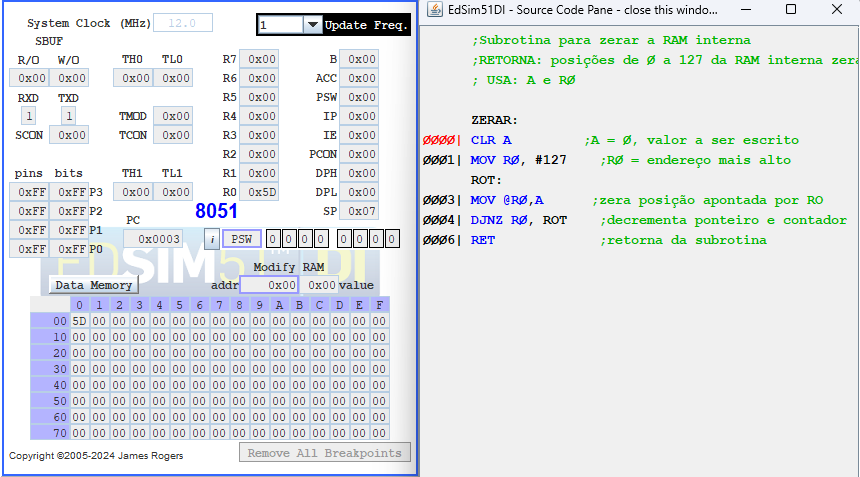 System Clock (MHz) 12.0
1 Update Freq.
SBUF
R/O W/O TH0 TL0 R7 0x00 B 0x00
0x00 0x00 0x00 0x00 R6 0x00 ACC 0x00
RXD TXD R5 0x00 PSW 0x00
1 1 TMOD 0x00 R4 0x00 IP 0x00
SCON 0x00 TCON 0x00 R3 0x00 IE 0x00
R2 0x00 PCON 0x00
pins bits TH1 TL1 R1 0x00 DPH 0x00
0xFF 0xFF P3 0x00 0x00 R0 0x5D DPL 0x00
0xFF 0xFF P2 8051 SP 0x07
0xFF 0xFF P1 PC
0xFF 0xFF P0 0x0003 i PSW 0 0 0 0 0 0 0 0
EDSIM51DI
Modify RAM
Data Memory addr 0x00 0x00 value
0 1 2 3 4 5 6 7 8 9 A B C D E F
00 5D 00 00 00 00 00 00 00 00 00 00 00 00 00 00 00
10 00 00 00 00 00 00 00 00 00 00 00 00 00 00 00 00
20 00 00 00 00 00 00 00 00 00 00 00 00 00 00 00 00
30 00 00 00 00 00 00 00 00 00 00 00 00 00 00 00 00
40 00 00 00 00 00 00 00 00 00 00 00 00 00 00 00 00
50 00 00 00 00 00 00 00 00 00 00 00 00 00 00 00 00
60 00 00 00 00 00 00 00 00 00 00 00 00 00 00 00 00
70 00 00 00 00 00 00 00 00 00 00 00 00 00 00 00 00
Copyright ©2005-2024 James Rogers
Remove All Breakpoints
EdSim51DI - Source Code Pane - close this windo...
;Subrotina para zerar a RAM interna
;RETORNA: posições de Ø a 127 da RAM interna zera
; USA: A e RØ
ZERAR:
ØØØØ| CLR A ;A = Ø, valor a ser escrito
ØØØ1| MOV RØ, #127 ;RØ = endereço mais alto
ROT:
ØØØ3| MOV @RØ,A ;zera posição apontada por RO
ØØØ4| DJNZ RØ, ROT ;decrementa ponteiro e contador
ØØØ6| RET ;retorna da subrotina